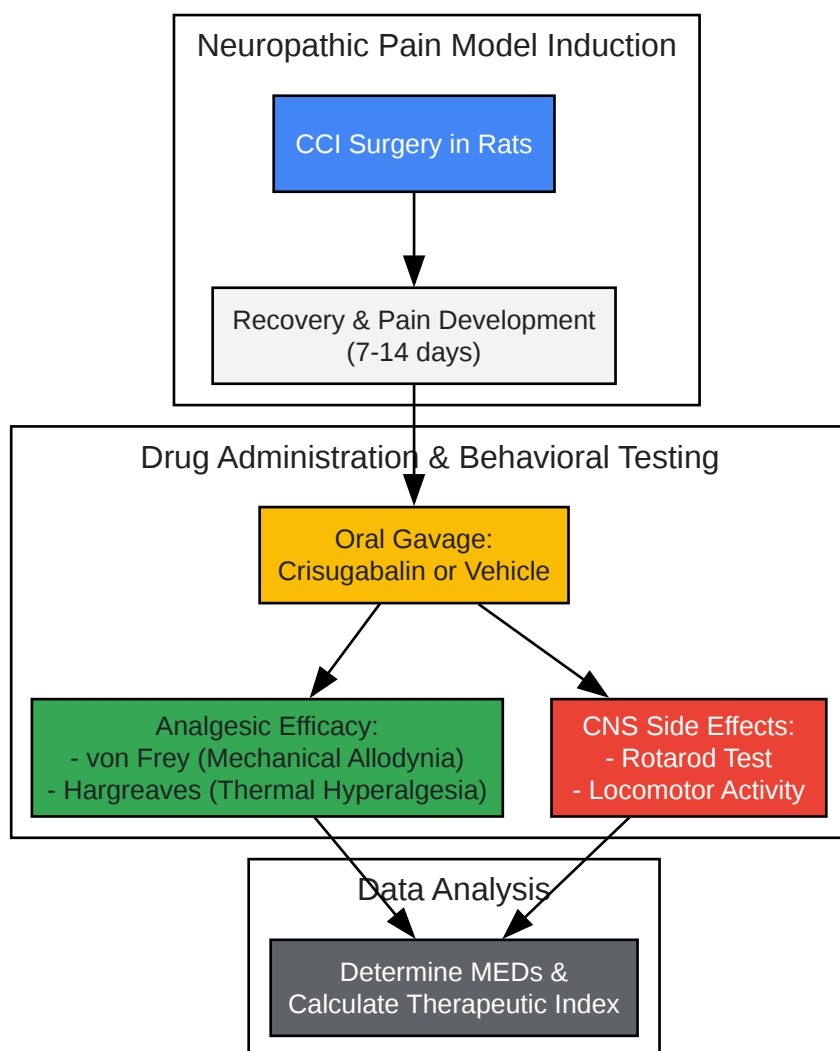 Neuropathic Pain Model Induction
CCI Surgery in Rats
Recovery & Pain Development
(7-14 days)
Drug Administration & Behavioral Testing
Oral Gavage:
Crisugabalin or Vehicle
Analgesic Efficacy:
- von Frey (Mechanical Allodynia)
- Hargreaves (Thermal Hyperalgesia)
CNS Side Effects:
- Rotarod Test
- Locomotor Activity
Data Analysis
Determine MEDs &
Calculate Therapeutic Index